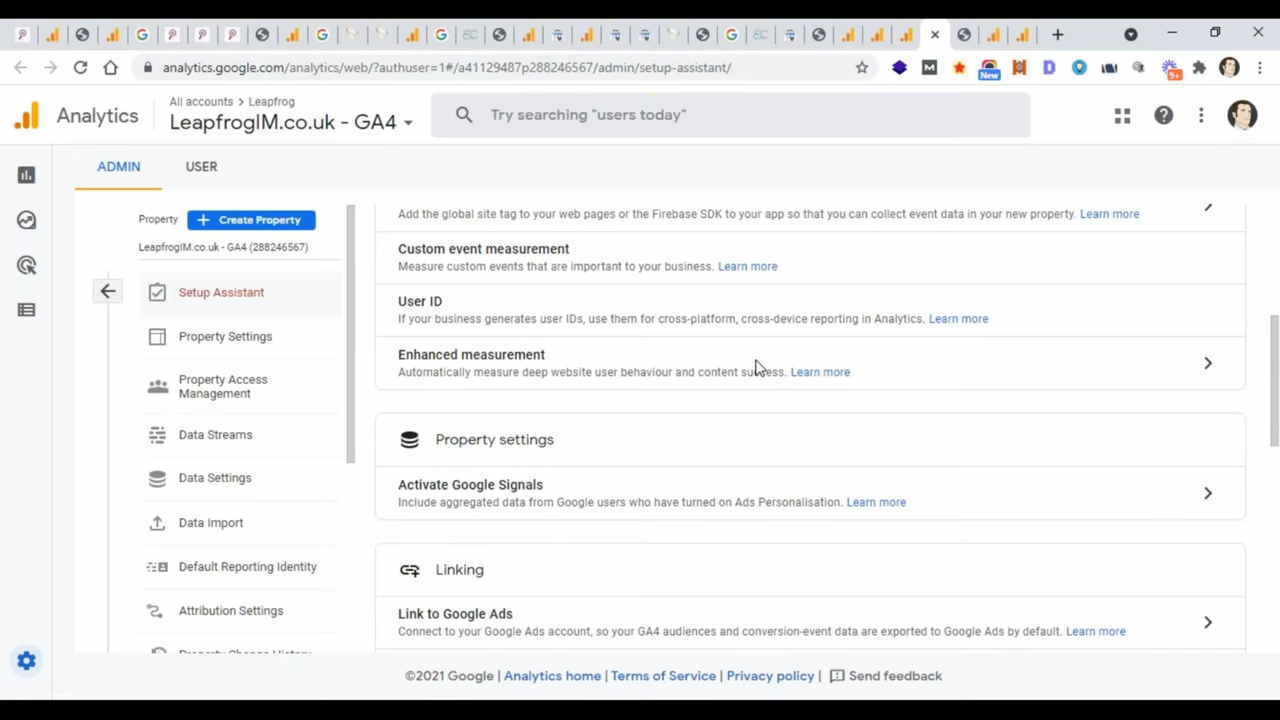 analytics.google.com/analytics/web/?authuser=1#/a41129487p288246567/admin/setup-assistant/
New
9+
Analytics
All accounts > Leapfrog
LeapfrogIM.co.uk - GA4
Try searching "users today"
ADMIN
USER
Property
Create Property
LeapfrogIM.co.uk - GA4 (288246567)
Setup Assistant
Property Settings
Property Access
Management
Data Streams
Data Settings
Data Import
Default Reporting Identity
Attribution Settings
Property Change History
Add the global site tag to your web pages or the Firebase SDK to your app so that you can collect event data in your new property. Learn more
Custom event measurement
Measure custom events that are important to your business. Learn more
User ID
If your business generates user IDs, use them for cross-platform, cross-device reporting in Analytics. Learn more
Enhanced measurement
Automatically measure deep website user behaviour and content success. Learn more
Property settings
Activate Google Signals
Include aggregated data from Google users who have turned on Ads Personalisation. Learn more
Linking
Link to Google Ads
Connect to your Google Ads account, so your GA4 audiences and conversion-event data are exported to Google Ads by default. Learn more
©2021 Google | Analytics home | Terms of Service | Privacy policy | Send feedback